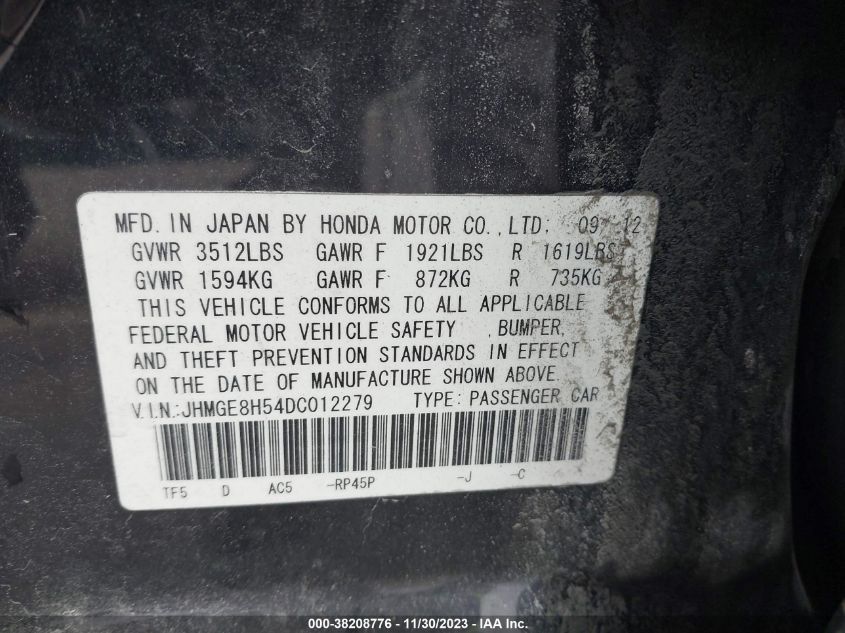 MFD. IN JAPAN BY HONDA MOTOR CO., LTD. 09 12
GVWR 3512LBS GAWR F 1921LBS R 1619LBS
GVWR 1594KG GAWR F 872KG R 735KG
THIS VEHICLE CONFORMS TO ALL APPLICABLE
FEDERAL MOTOR VEHICLE SAFETY , BUMPER,
AND THEFT PREVENTION STANDARDS IN EFFECT
ON THE DATE OF MANUFACTURE SHOWN ABOVE.
V.I.N.:JHMGE8H54DC012279 TYPE: PASSENGER CAR
TF5 D AC5 -RP45P -J -C
000-38208776 - 11/30/2023 - IAA Inc.